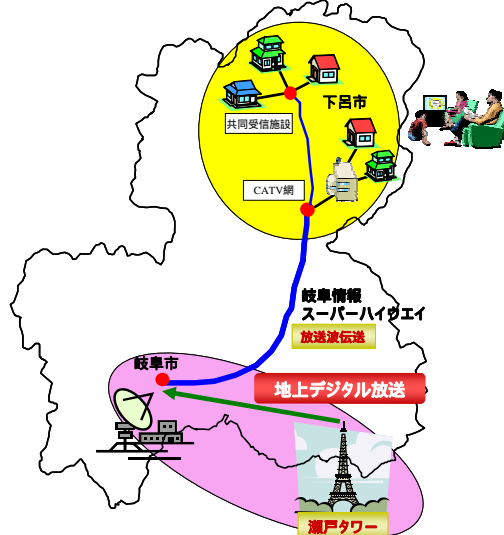 下呂市
共同受信施設
CATV網
岐阜情報
スーパーハイウエイ
放送波伝送
岐阜市
地上デジタル放送
瀬戸タワー